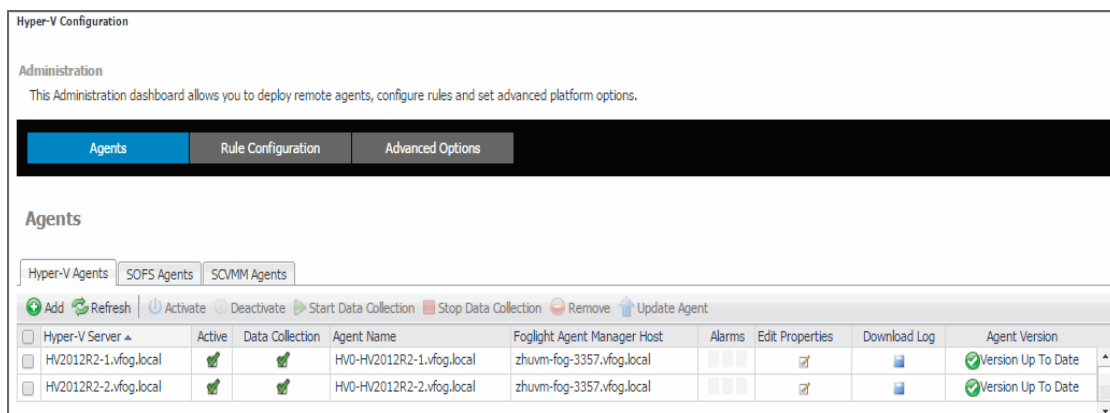 Hyper-V Configuration
Administration
This Administration dashboard allows you to deploy remote agents, configure rules and set advanced platform options.
Agents Rule Configuration Advanced Options
Agents
Hyper-V Agents SOFS Agents SCVMM Agents
Add Refresh Activate Deactivate Start Data Collection Stop Data Collection Remove Update Agent
Hyper-V Server Active Data Collection Agent Name Foglight Agent Manager Host Alarms Edit Properties Download Log Agent Version
HV2012R2-1.vfog.local HV0-HV2012R2-1.vfog.local zhuvm-fog-3357.vfog.local Version Up To Date
HV2012R2-2.vfog.local HV0-HV2012R2-2.vfog.local zhuvm-fog-3357.vfog.local Version Up To Date